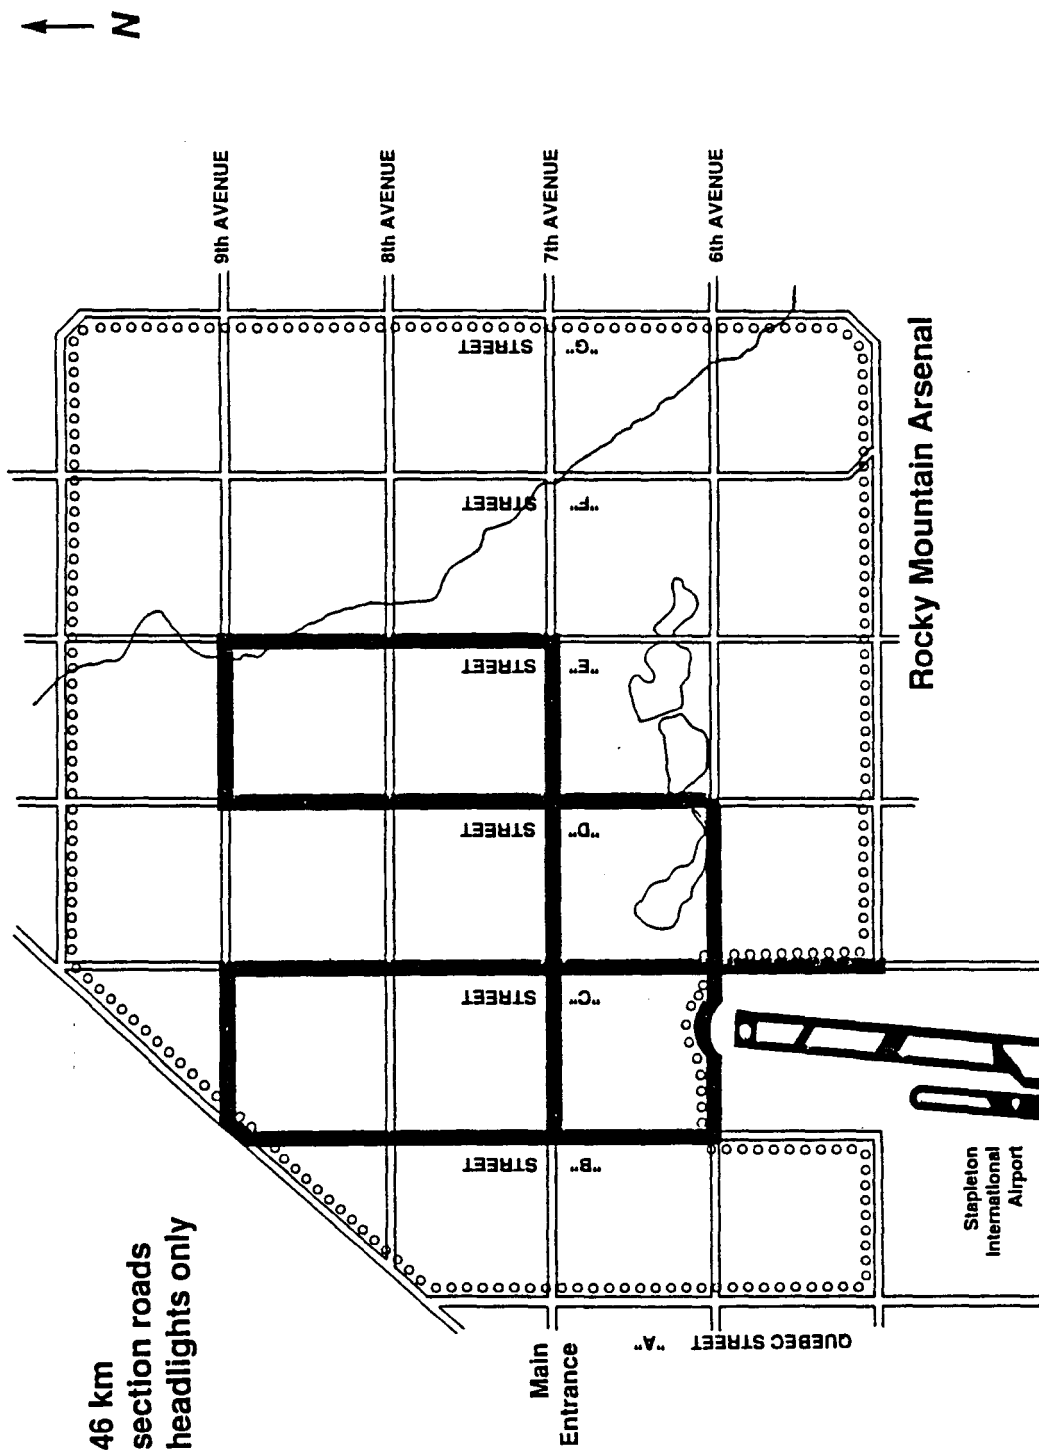 N
46 km
section roads
headlights only
9th AVENUE
8th AVENUE
7th AVENUE
6th AVENUE
"G"
STREET
"F"
STREET
"E"
STREET
"D"
STREET
"C"
STREET
"B"
STREET
QUEBEC STREET "A"
Main
Entrance
Stapleton
International
Airport
Rocky Mountain Arsenal